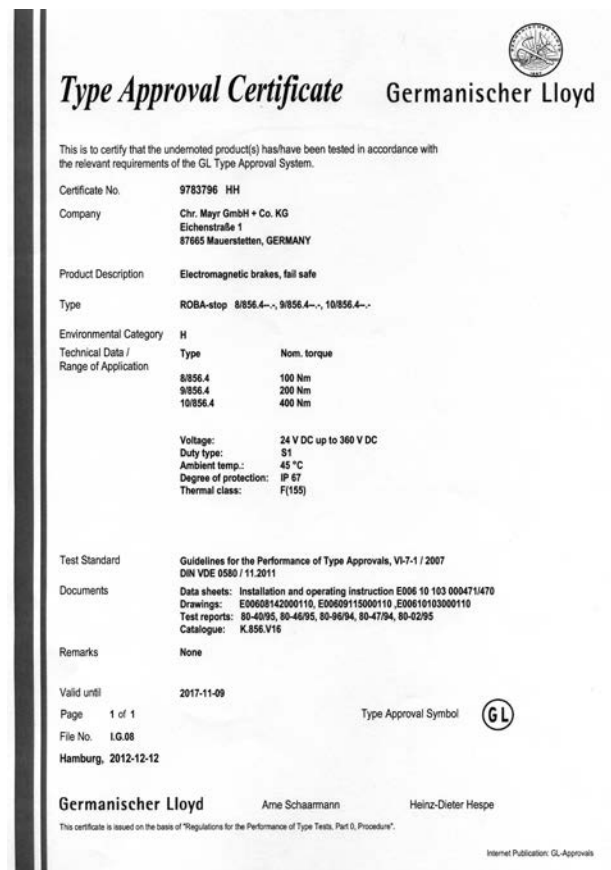 Type Approval Certificate
Germanischer Lloyd
This is to certify that the undernoted product(s) has/have been tested in accordance with
the relevant requirements of the GL Type Approval System.
Certificate No. 9783796 HH
Company Chr. Mayr GmbH + Co. KG
Eichenstraße 1
87665 Mauerstetten, GERMANY
Product Description Electromagnetic brakes, fail safe
Type ROBA-stop 8/856.4--.-, 9/856.4--.-, 10/856.4--.-
Environmental Category H
Technical Data / Type Nom. torque
Range of Application
8/856.4 100 Nm
9/856.4 200 Nm
10/856.4 400 Nm
Voltage: 24 V DC up to 360 V DC
Duty type: S1
Ambient temp.: 45 °C
Degree of protection: IP 67
Thermal class: F(155)
Test Standard Guidelines for the Performance of Type Approvals, VI-7-1 / 2007
DIN VDE 0580 / 11.2011
Documents Data sheets: Installation and operating instruction E006 10 103 000471/470
Drawings: E00608142000110, E00609115000110 ,E00610103000110
Test reports: 80-40/95, 80-46/95, 80-96/94, 80-47/94, 80-02/95
Catalogue: K.856.V16
Remarks None
Valid until 2017-11-09
Page 1 of 1 Type Approval Symbol GL
File No. I.G.08
Hamburg, 2012-12-12
Germanischer Lloyd Arne Schaarmann Heinz-Dieter Hespe
This certificate is issued on the basis of "Regulations for the Performance of Type Tests, Part 0, Procedure".
Internet Publication: GL-Approvals